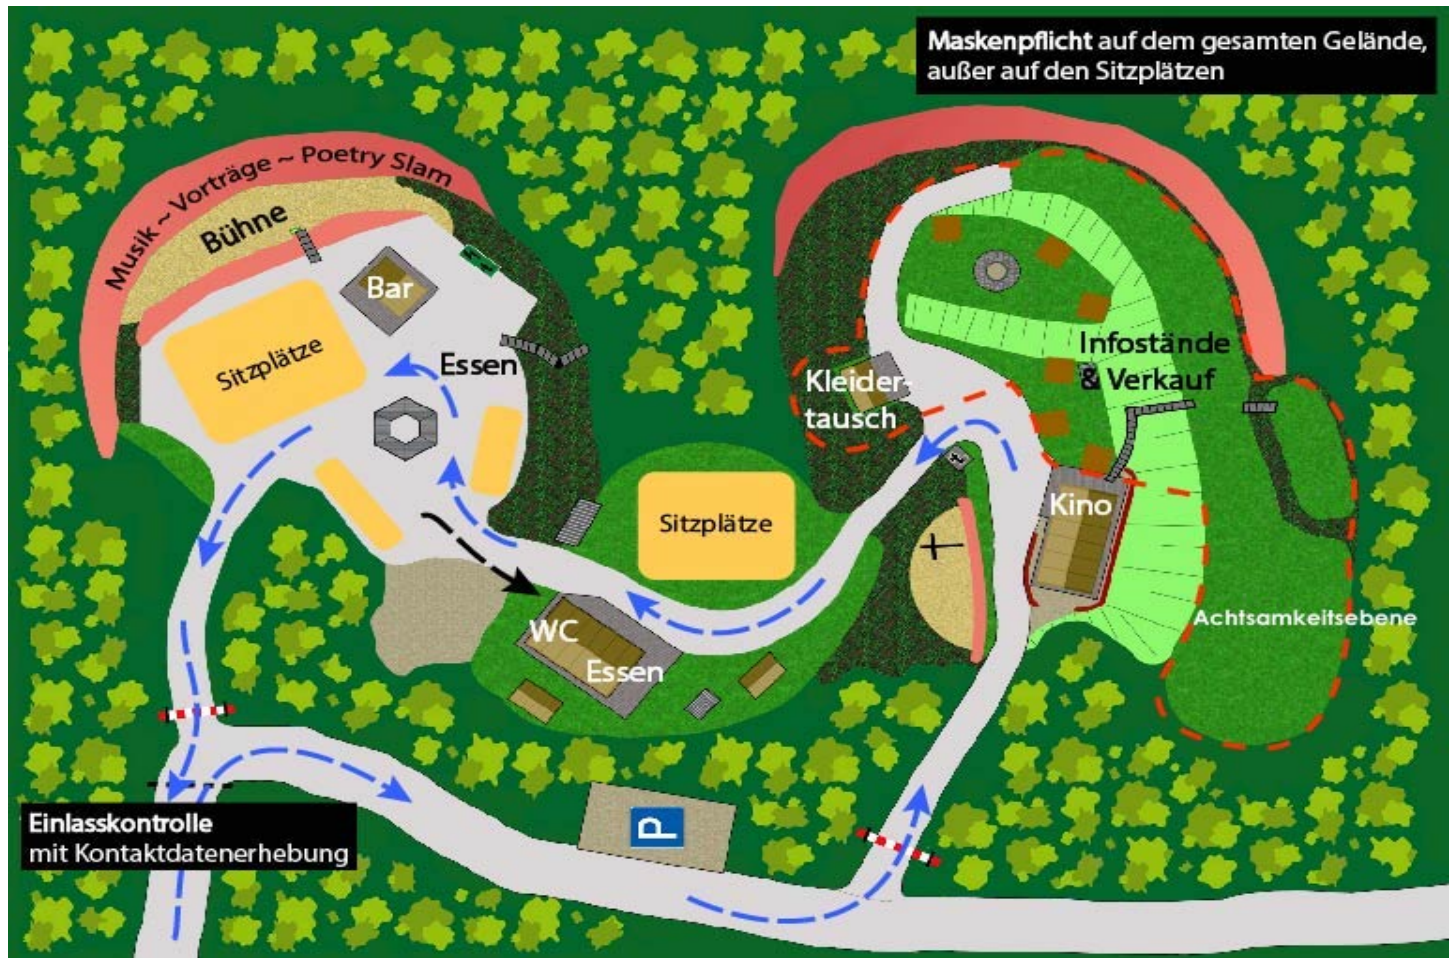 Maskenpflicht auf dem gesamten Gelände,
außer auf den Sitzplätzen
Musik ~ Vorträge ~ Poetry Slam
Bühne
Bar
Sitzplätze
Essen
Kleider-
tausch
Infostände
& Verkauf
Sitzplätze
Kino
WC
Essen
Achtsamkeitsebene
P
Einlasskontrolle
mit Kontaktdatenerhebung